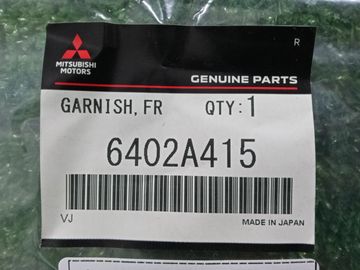 R
MITSUBISHI
MOTORS
GENUINE PARTS
GARNISH,FR QTY:1
6402A415
VJ MADE IN JAPAN